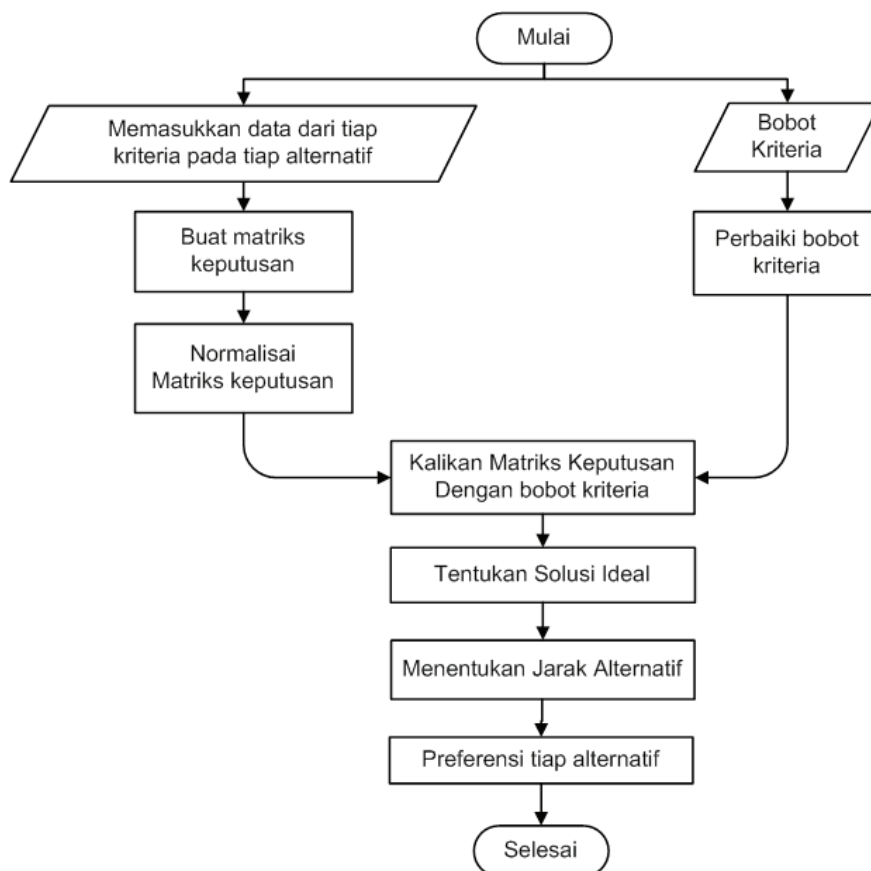 Mulai
Memasukkan data dari tiap
kriteria pada tiap alternatif
Bobot
Kriteria
Buat matriks
keputusan
Perbaiki bobot
kriteria
Normalisai
Matriks keputusan
Kalikan Matriks Keputusan
Dengan bobot kriteria
Tentukan Solusi Ideal
Menentukan Jarak Alternatif
Preferensi tiap alternatif
Selesai